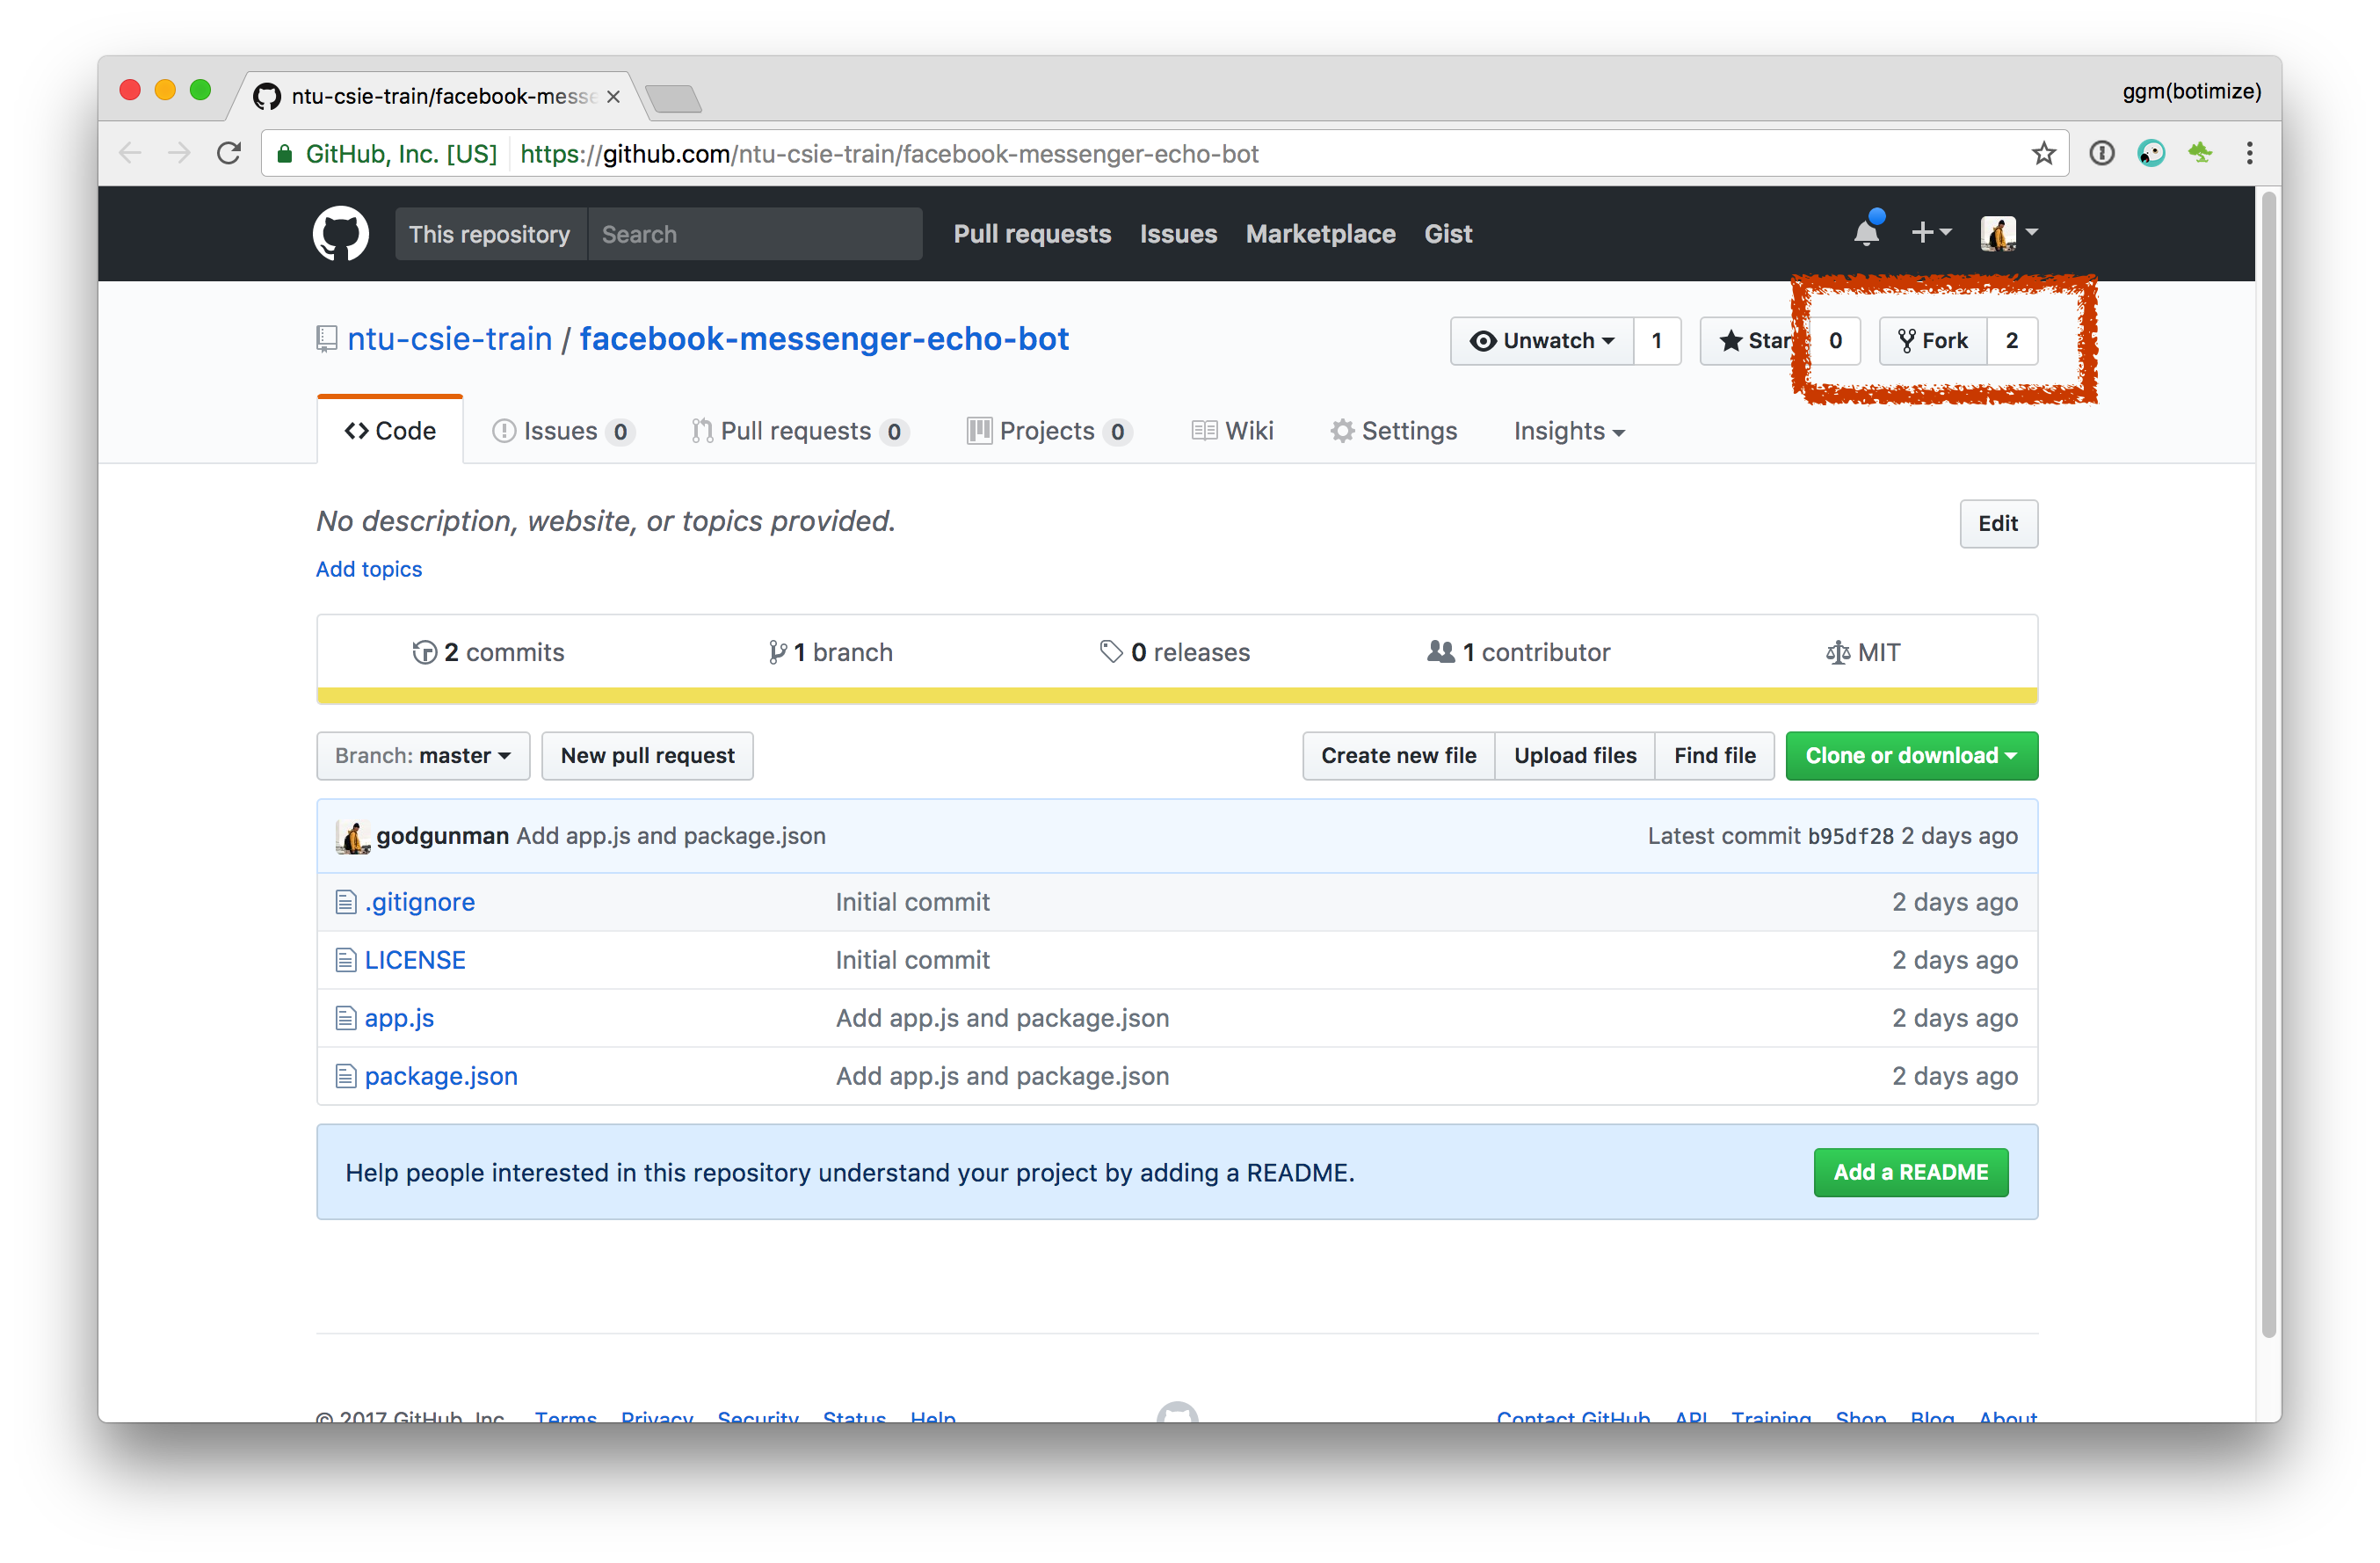 ntu-csie-train/facebook-messe
ggm(botimize)
GitHub, Inc. [US] https://github.com/ntu-csie-train/facebook-messenger-echo-bot
This repository Search Pull requests Issues Marketplace Gist
ntu-csie-train / facebook-messenger-echo-bot
Unwatch 1 Star 0 Fork 2
Code Issues 0 Pull requests 0 Projects 0 Wiki Settings Insights
No description, website, or topics provided.
Edit
Add topics
2 commits 1 branch 0 releases 1 contributor MIT
Branch: master New pull request Create new file Upload files Find file Clone or download
godgunman Add app.js and package.json Latest commit b95df28 2 days ago
.gitignore Initial commit 2 days ago
LICENSE Initial commit 2 days ago
app.js Add app.js and package.json 2 days ago
package.json Add app.js and package.json 2 days ago
Help people interested in this repository understand your project by adding a README. Add a README
© 2017 GitHub, Inc. Terms Privacy Security Status Help Contact GitHub API Training Shop Blog About